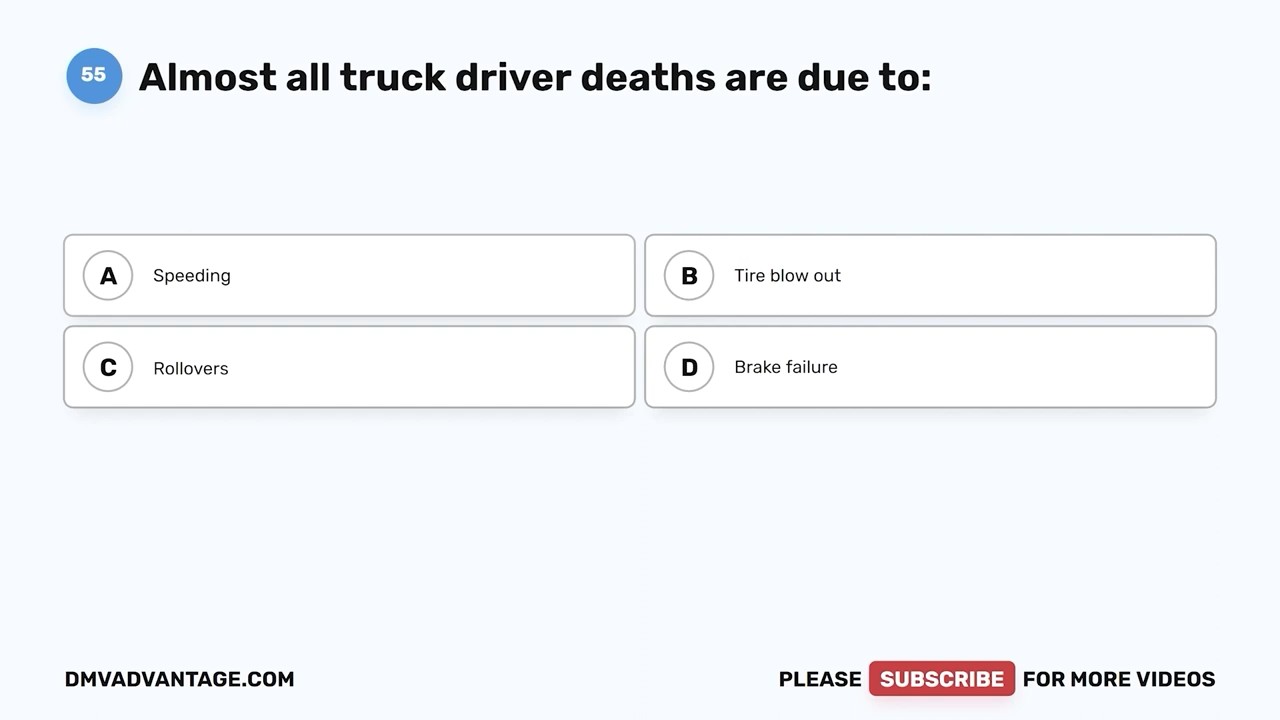 55 Almost all truck driver deaths are due to:
A Speeding
B Tire blow out
C Rollovers
D Brake failure
DMVADVANTAGE.COM
PLEASE SUBSCRIBE FOR MORE VIDEOS